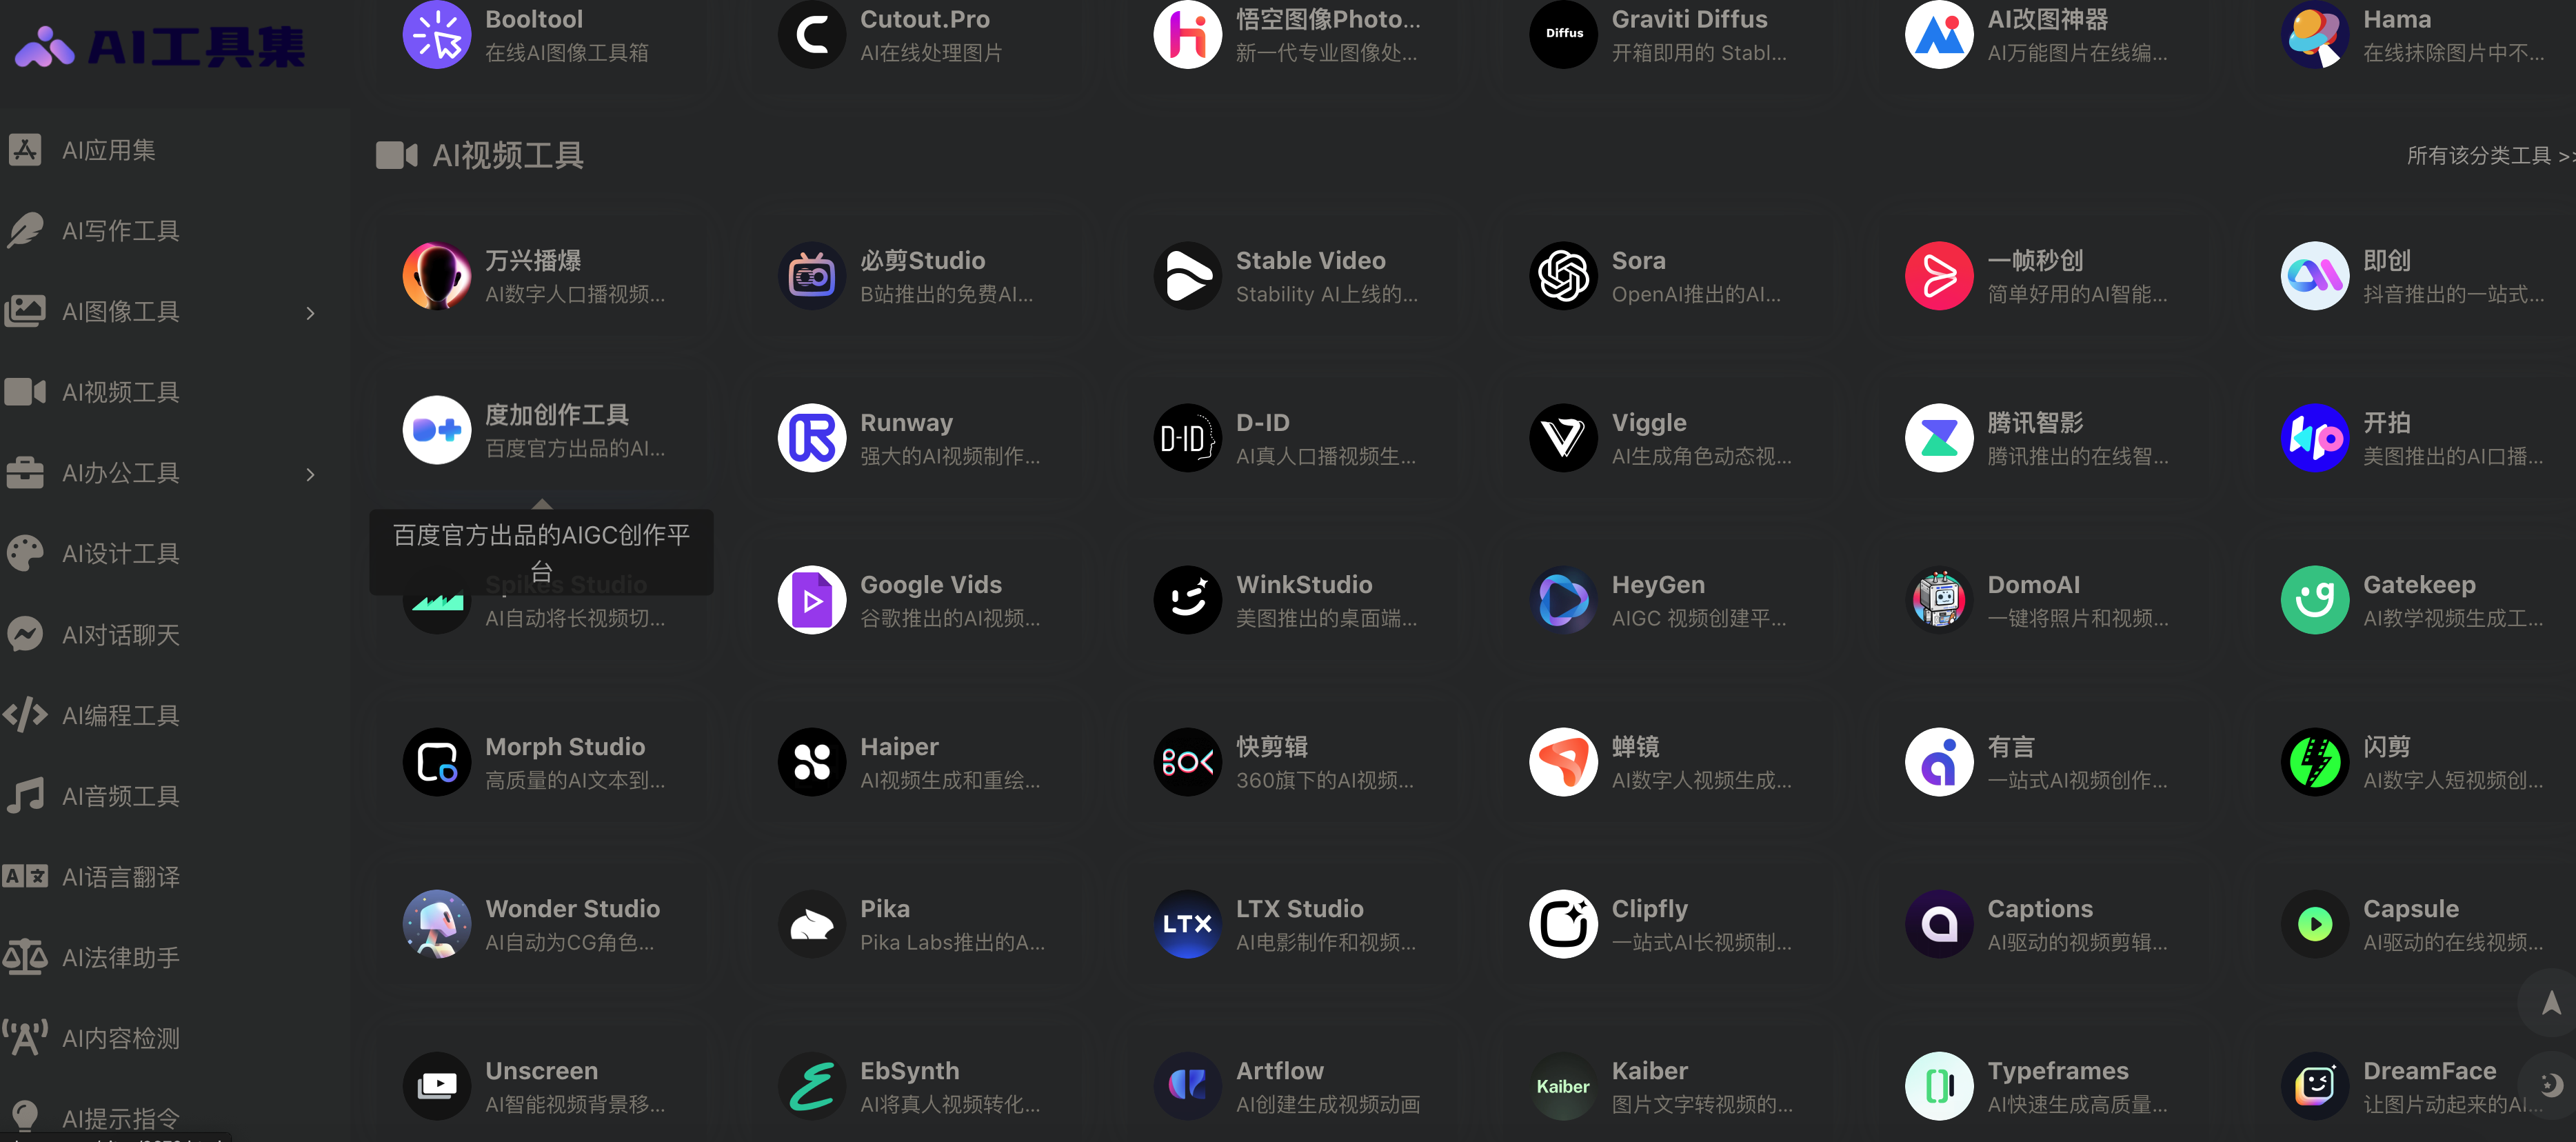 AI工具集
AI应用集
AI写作工具
AI图像工具
AI视频工具
AI办公工具
AI设计工具
AI对话聊天
AI编程工具
AI音频工具
AI语言翻译
AI法律助手
AI内容检测
AI提示指令
Booltool
在线AI图像工具箱
Cutout.Pro
AI在线处理图片
悟空图像Photo...
新一代专业图像处...
Diffus
Graviti Diffus
开箱即用的 Stabl...
AI改图神器
AI万能图片在线编...
Hama
在线抹除图片中不...
AI视频工具
所有该分类工具 >>
万兴播爆
AI数字人口播视频...
必剪Studio
B站推出的免费AI...
Stable Video
Stability AI上线的...
Sora
OpenAI推出的AI...
一帧秒创
简单好用的AI智能...
即创
抖音推出的一站式...
度加创作工具
百度官方出品的AI...
Runway
强大的AI视频制作...
D-ID
D-ID
AI真人口播视频生...
Viggle
AI生成角色动态视...
腾讯智影
腾讯推出的在线智...
开拍
美图推出的AI口播...
百度官方出品的AIGC创作平
台
Spikes Studio
AI自动将长视频切...
Google Vids
谷歌推出的AI视频...
WinkStudio
美图推出的桌面端...
HeyGen
AIGC 视频创建平...
DomoAI
一键将照片和视频...
Gatekeep
AI教学视频生成工...
Morph Studio
高质量的AI文本到...
Haiper
AI视频生成和重绘...
快剪辑
360旗下的AI视频...
蝉镜
AI数字人视频生成...
有言
一站式AI视频创作...
闪剪
AI数字人短视频创...
Wonder Studio
AI自动为CG角色...
Pika
Pika Labs推出的A...
LTX
LTX Studio
AI电影制作和视频...
Clipfly
一站式AI长视频制...
Captions
AI驱动的视频剪辑...
Capsule
AI驱动的在线视频...
Unscreen
AI智能视频背景移...
EbSynth
AI将真人视频转化...
Artflow
AI创建生成视频动画
Kaiber
Kaiber
图片文字转视频的...
Typeframes
AI快速生成高质量...
DreamFace
让图片动起来的AI...